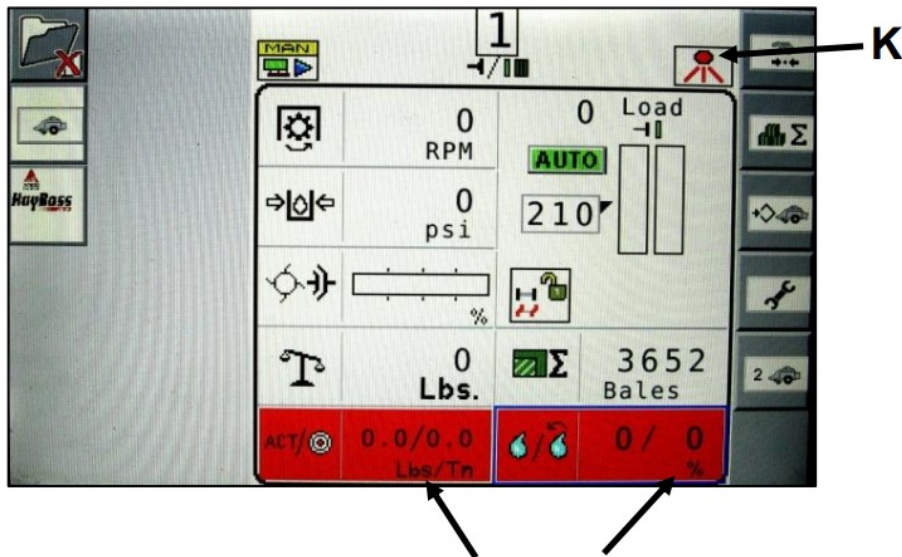 1
K
MAN
0
RPM
0 Load
AUTO
0
psi
210
%
0
Lbs.
Σ 3652
Bales
ACT/ 0.0/0.0
Lbs/Tn
0/ 0
%
Σ
HayBoss
2